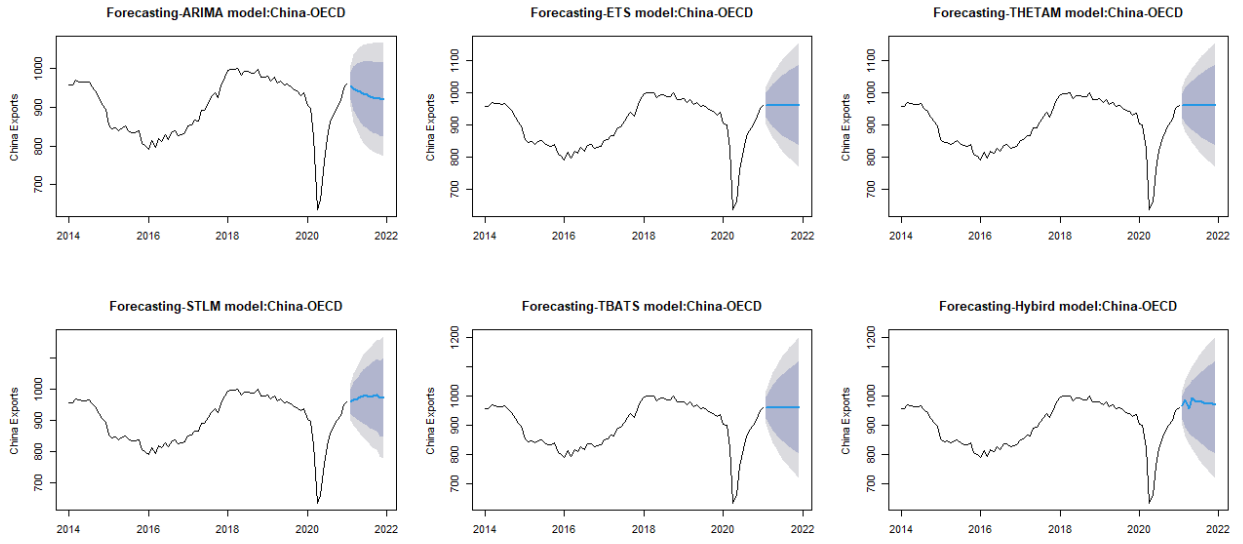 Forecasting-ARIMA model:China-OECD
China Exports
1000
900
800
700
2014 2016 2018 2020 2022
Forecasting-ETS model:China-OECD
China Exports
1100
1000
900
800
700
2014 2016 2018 2020 2022
Forecasting-THETAM model:China-OECD
China Exports
1100
1000
900
800
700
2014 2016 2018 2020 2022
Forecasting-STLM model:China-OECD
China Exports
1000
900
800
700
2014 2016 2018 2020 2022
Forecasting-TBATS model:China-OECD
China Exports
1200
1000
900
800
700
2014 2016 2018 2020 2022
Forecasting-Hybird model:China-OECD
China Exports
1200
1000
900
800
700
2014 2016 2018 2020 2022